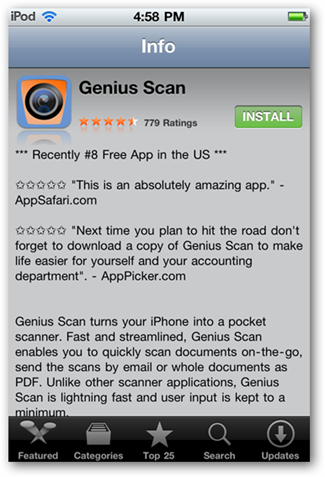 iPod 4:58 PM
Info
Genius Scan
779 Ratings
INSTALL
*** Recently #8 Free App in the US ***
☆☆☆☆☆ "This is an absolutely amazing app." -
AppSafari.com
☆☆☆☆☆ "Next time you plan to hit the road don't
forget to download a copy of Genius Scan to make
life easier for yourself and your accounting
department". - AppPicker.com
Genius Scan turns your iPhone into a pocket
scanner. Fast and streamlined, Genius Scan
enables you to quickly scan documents on-the-go,
send the scans by email or whole documents as
PDF. Unlike other scanner applications, Genius
Scan is lightning fast and user input is kept to a
minimum.
Featured Categories Top 25 Search Updates